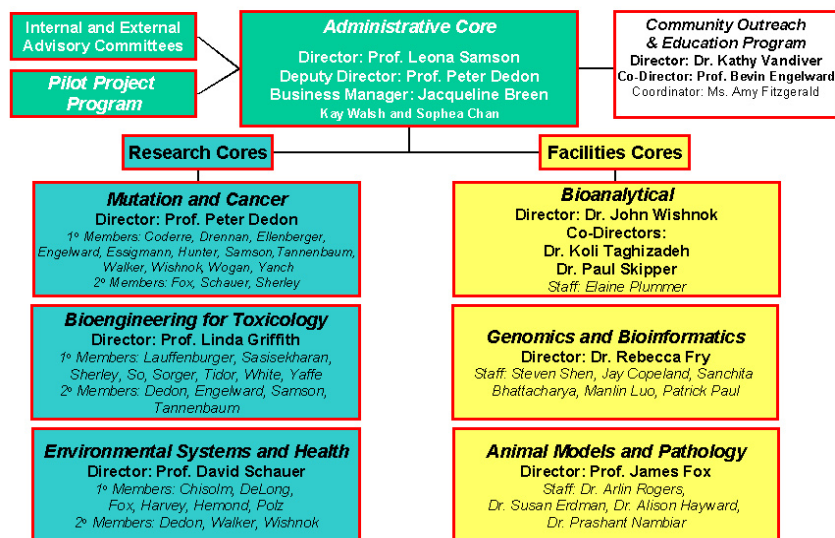 Internal and External
Advisory Committees
Pilot Project
Program
Administrative Core
Director: Prof. Leona Samson
Deputy Director: Prof. Peter Dedon
Business Manager: Jacqueline Breen
Kay Walsh and Sophea Chan
Community Outreach
& Education Program
Director: Dr. Kathy Vandiver
Co-Director: Prof. Bevin Engelward
Coordinator: Ms. Amy Fitzgerald
Research Cores
Mutation and Cancer
Director: Prof. Peter Dedon
1º Members: Coderre, Drennan, Ellenberger,
Engelward, Essigmann, Hunter, Samson,Tannenbaum,
Walker, Wishnok, Wogan, Yanch
2º Members: Fox, Schauer, Sherley
Bioengineering for Toxicology
Director: Prof. Linda Griffith
1º Members: Lauffenburger, Sasisekharan,
Sherley, So, Sorger, Tidor, White, Yaffe
2º Members: Dedon, Engelward, Samson,
Tannenbaum
Environmental Systems and Health
Director: Prof. David Schauer
1º Members: Chisolm, DeLong,
Fox, Harvey, Hemond, Polz
2º Members: Dedon, Walker, Wishnok
Facilities Cores
Bioanalytical
Director: Dr. John Wishnok
Co-Directors:
Dr. Koli Taghizadeh
Dr. Paul Skipper
Staff: Elaine Plummer
Genomics and Bioinformatics
Director: Dr. Rebecca Fry
Staff: Steven Shen, Jay Copeland, Sanchita
Bhattacharya, Manlin Luo, Patrick Paul
Animal Models and Pathology
Director: Prof. James Fox
Staff: Dr. Arlin Rogers,
Dr. Susan Erdman, Dr. Alison Hayward,
Dr. Prashant Nambiar